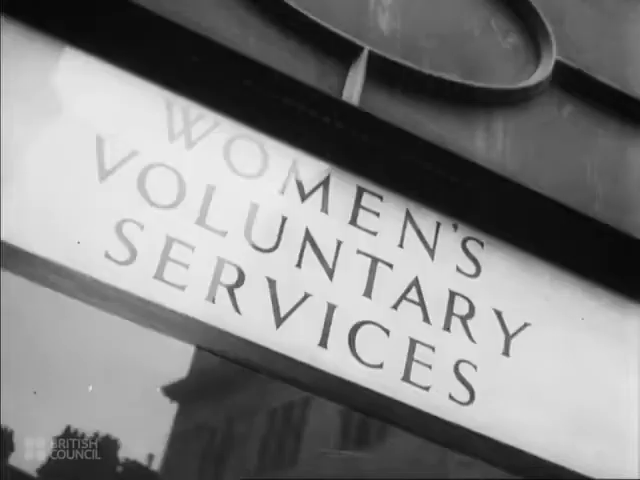 WOMEN'S
VOLUNTARY
SERVICES
BRITISH
COUNCIL